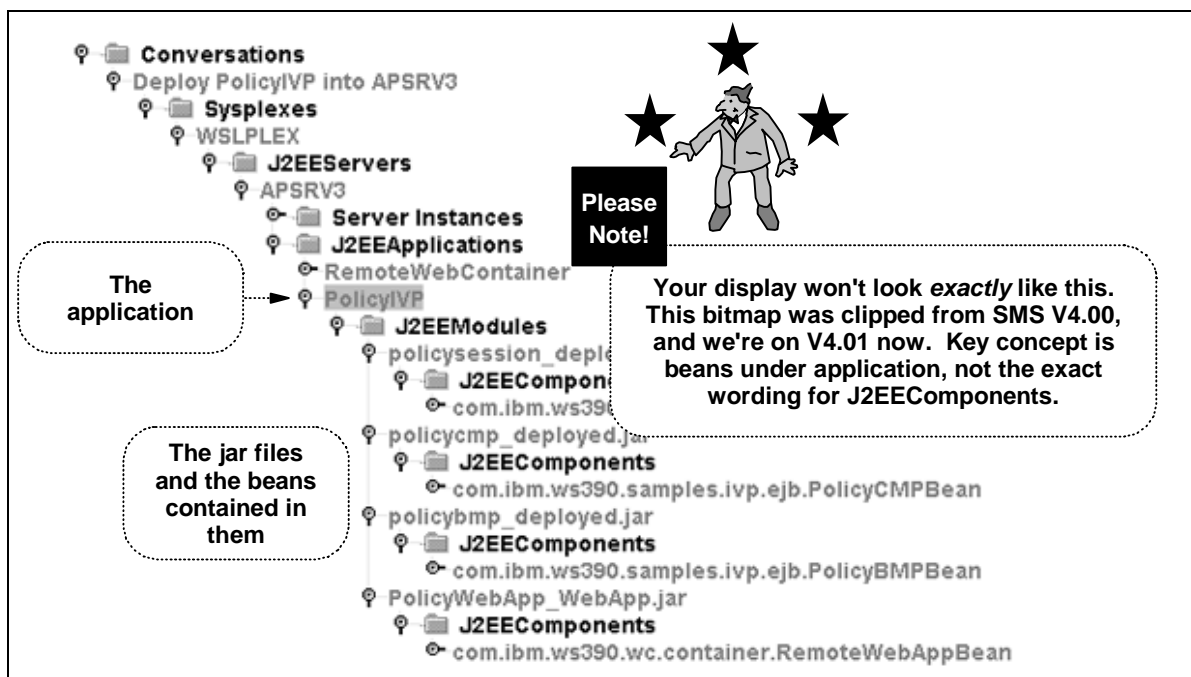 Conversations
Deploy PolicyIVP into APSRV3
Sysplexes
WSLPLEX
J2EEServers
APSRV3
Server Instances
J2EEApplications
RemoteWebContainer
PolicyIVP
J2EEModules
J2EEComponents
policycmp_deployed.jar
J2EEComponents
com.ibm.ws390.samples.ivp.ejb.PolicyCMPBean
policybmp_deployed.jar
J2EEComponents
com.ibm.ws390.samples.ivp.ejb.PolicyBMPBean
PolicyWebApp_WebApp.jar
J2EEComponents
com.ibm.ws390.wc.container.RemoteWebAppBean
The
application
The jar files
and the beans
contained in
them
Please
Note!
Your display won't look exactly like this.
This bitmap was clipped from SMS V4.00,
and we're on V4.01 now. Key concept is
beans under application, not the exact
wording for J2EEComponents.